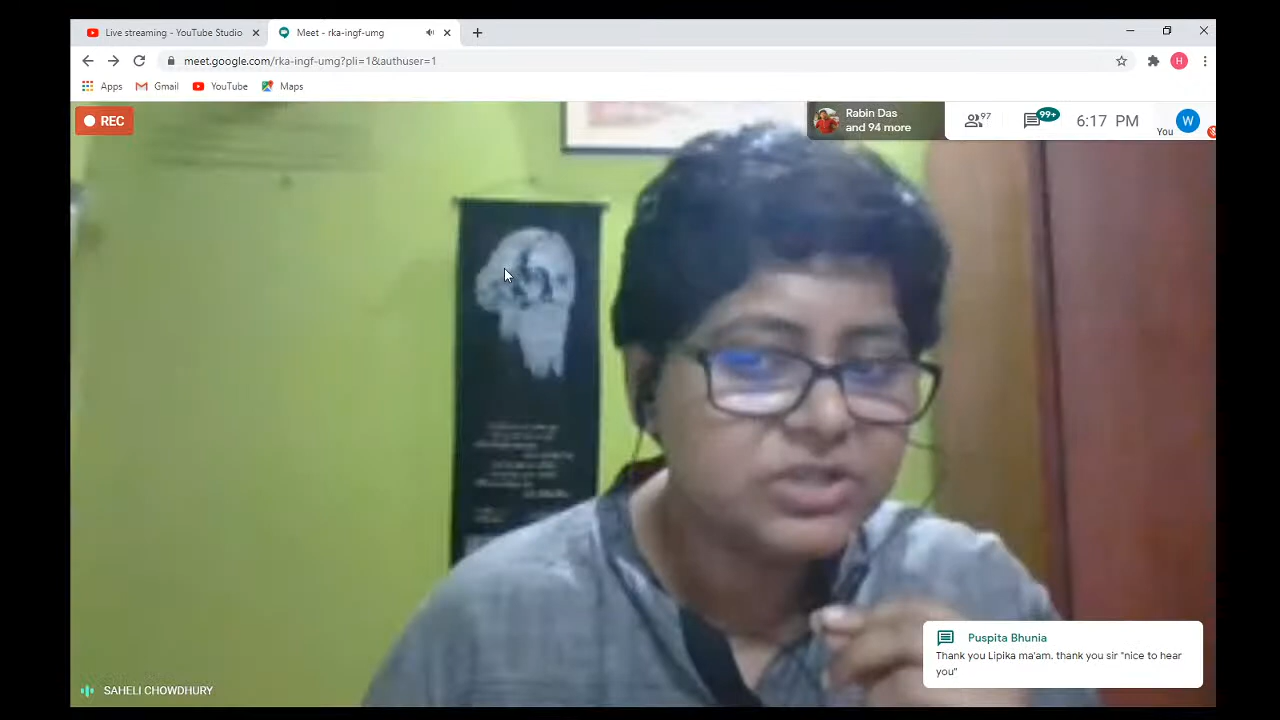 Live streaming - YouTube Studio
Meet - rka-ingf-umg
meet.google.com/rka-ingf-umg?pli=1&authuser=1
H
Apps
Gmail
YouTube
Maps
REC
Rabin Das
and 94 more
97
99+
6:17 PM
You
W
SAHELI CHOWDHURY
Puspita Bhunia
Thank you Lipika ma'am. thank you sir "nice to hear
you"